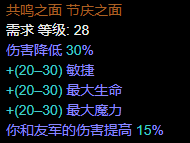 共鸣之面 节庆之面
需求 等级: 28
伤害降低 30%
+(20–30) 敏捷
+(20–30) 最大生命
+(20–30) 最大魔力
你和友军的伤害提高 15%